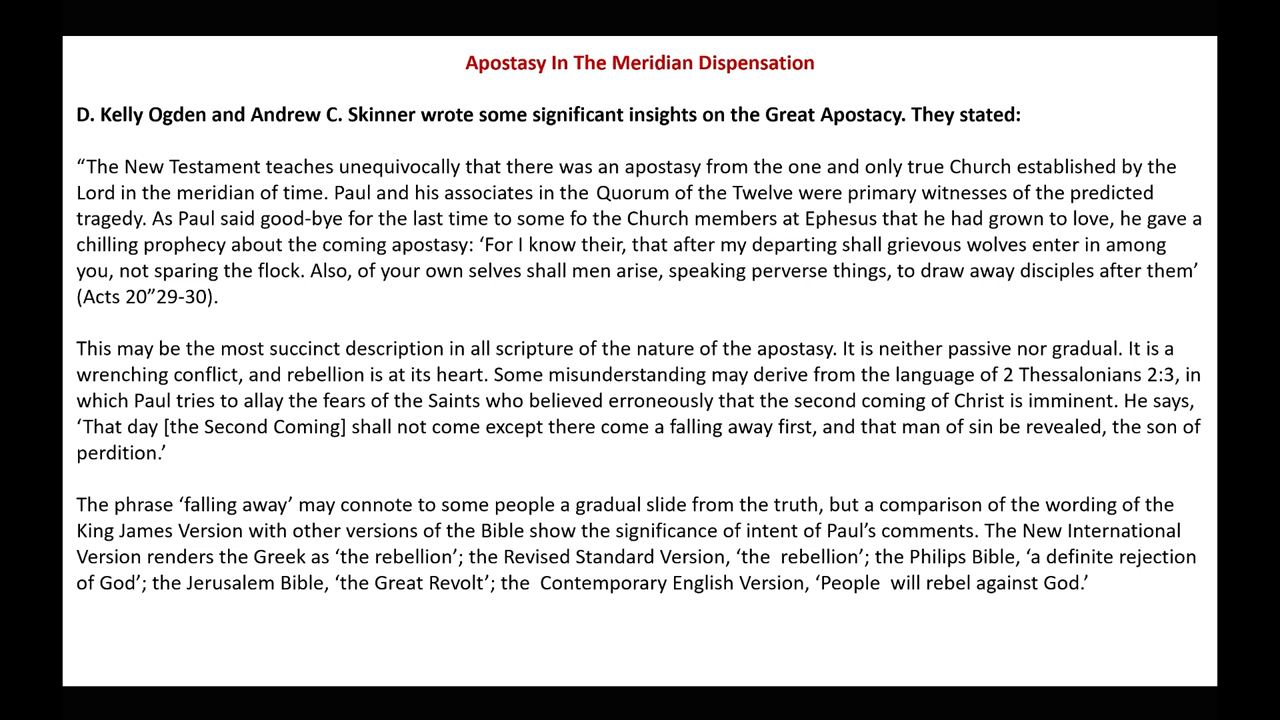 Apostasy In The Meridian Dispensation
D. Kelly Ogden and Andrew C. Skinner wrote some significant insights on the Great Apostacy. They stated:
“The New Testament teaches unequivocally that there was an apostasy from the one and only true Church established by the
Lord in the meridian of time. Paul and his associates in the Quorum of the Twelve were primary witnesses of the predicted
tragedy. As Paul said good-bye for the last time to some fo the Church members at Ephesus that he had grown to love, he gave a
chilling prophecy about the coming apostasy: ‘For I know their, that after my departing shall grievous wolves enter in among
you, not sparing the flock. Also, of your own selves shall men arise, speaking perverse things, to draw away disciples after them’
(Acts 20”29-30).
This may be the most succinct description in all scripture of the nature of the apostasy. It is neither passive nor gradual. It is a
wrenching conflict, and rebellion is at its heart. Some misunderstanding may derive from the language of 2 Thessalonians 2:3, in
which Paul tries to allay the fears of the Saints who believed erroneously that the second coming of Christ is imminent. He says,
‘That day [the Second Coming] shall not come except there come a falling away first, and that man of sin be revealed, the son of
perdition.’
The phrase ‘falling away’ may connote to some people a gradual slide from the truth, but a comparison of the wording of the
King James Version with other versions of the Bible show the significance of intent of Paul’s comments. The New International
Version renders the Greek as ‘the rebellion’; the Revised Standard Version, ‘the  rebellion’; the Philips Bible, ‘a definite rejection
of God’; the Jerusalem Bible, ‘the Great Revolt’; the  Contemporary English Version, ‘People  will rebel against God.’